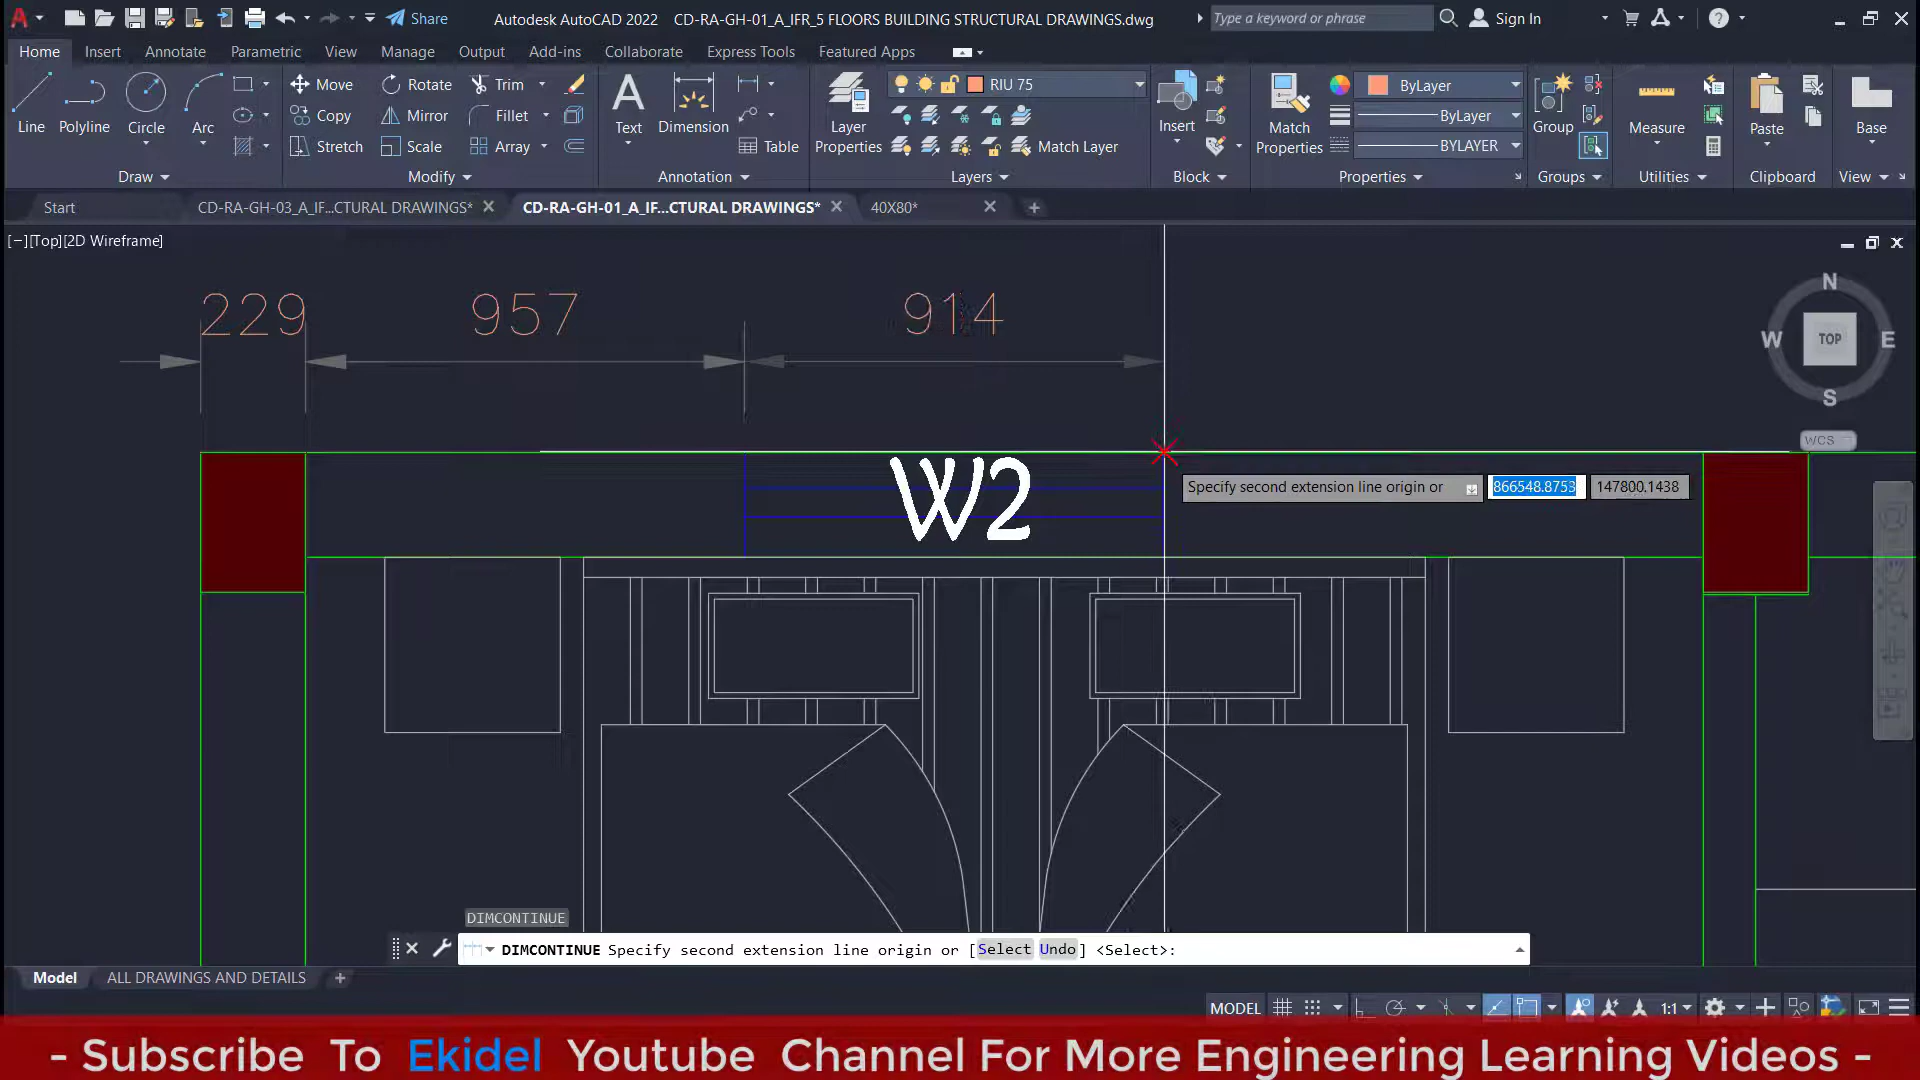 Share
Autodesk AutoCAD 2022 CD-RA-GH-01_A_IFR_5 FLOORS BUILDING STRUCTURAL DRAWINGS.dwg
Type a keyword or phrase
Sign In
Home Insert Annotate Parametric View Manage Output Add-ins Collaborate Express Tools Featured Apps
Line
Polyline
Circle
Arc
Move
Rotate
Trim
Copy
Mirror
Fillet
Stretch
Scale
Array
Text
Dimension
Table
Layer
Properties
RIU 75
Match Layer
Insert
Match
Properties
ByLayer
ByLayer
BYLAYER
Group
Measure
Paste
Base
Draw Modify Annotation Layers Block Properties Groups Utilities Clipboard View
Start CD-RA-GH-03_A_IF...CTURAL DRAWINGS* CD-RA-GH-01_A_IF...CTURAL DRAWINGS* 40X80*
[−][Top][2D Wireframe]
N
W TOP E
S
WCS
229 957 914
W2
Specify second extension line origin or 866548.8753 147800.1438
DIMCONTINUE
DIMCONTINUE Specify second extension line origin or [Select Undo] <Select>:
Model ALL DRAWINGS AND DETAILS
MODEL 1:1
- Subscribe To Ekidel Youtube Channel For More Engineering Learning Videos -